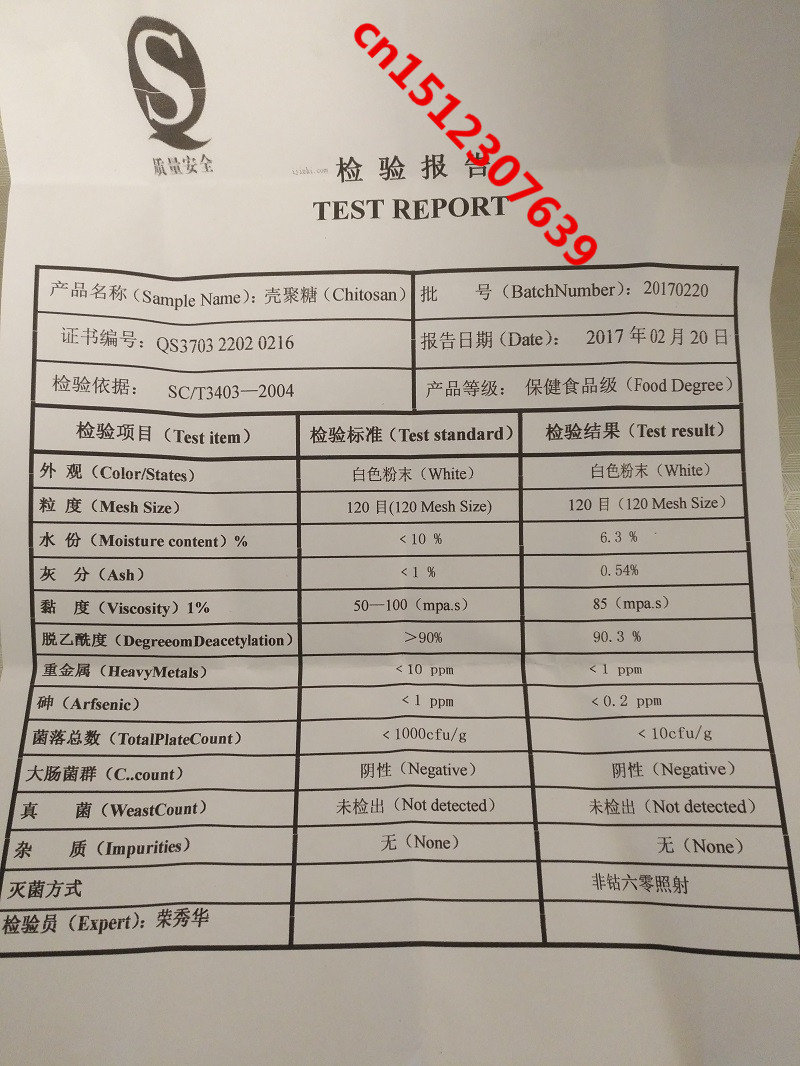 S
质量安全
cn1512307639
检验报告
TEST REPORT
产品名称（Sample Name）：壳聚糖（Chitosan） 批 号（BatchNumber）：20170220
证书编号：QS3703 2202 0216 报告日期（Date）： 2017 年 02 月 20 日
检验依据： SC/T3403—2004 产品等级： 保健食品级（Food Degree）
检验项目（Test item） 检验标准（Test standard） 检验结果（Test result）
外 观（Color/States） 白色粉末（White） 白色粉末（White）
粒 度（Mesh Size） 120 目(120 Mesh Size) 120 目（120 Mesh Size）
水 份（Moisture content）% <10 % 6.3 %
灰 分（Ash） <1 % 0.54%
黏 度（Viscosity）1% 50—100（mpa.s） 85（mpa.s）
脱乙酰度（DegreeomDeacetylation） >90% 90.3 %
重金属（HeavyMetals） <10 ppm <1 ppm
砷（Arfsenic） <1 ppm <0.2 ppm
菌落总数（TotalPlateCount） <1000cfu/g <10cfu/g
大肠菌群（C..count） 阴性（Negative） 阴性（Negative）
真 菌（WeastCount） 未检出（Not detected） 未检出（Not detected）
杂 质（Impurities） 无（None） 无（None）
灭菌方式 非钴六零照射
检验员（Expert）：荣秀华